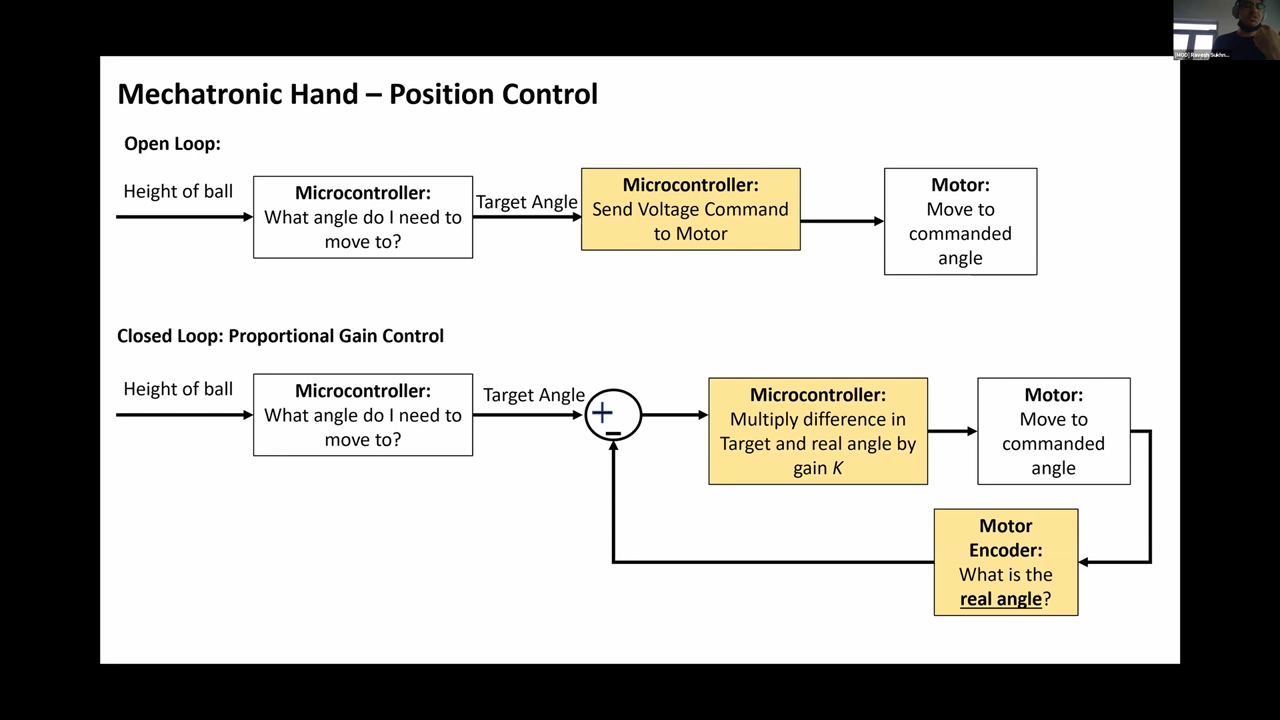 Mechatronic Hand – Position Control
Open Loop:
Height of ball
Microcontroller:
What angle do I need to
move to?
Target Angle
Microcontroller:
Send Voltage Command
to Motor
Motor:
Move to
commanded
angle
Closed Loop: Proportional Gain Control
Height of ball
Microcontroller:
What angle do I need to
move to?
Target Angle
+
–
Microcontroller:
Multiply difference in
Target and real angle by
gain K
Motor:
Move to
commanded
angle
Motor
Encoder:
What is the
real angle?